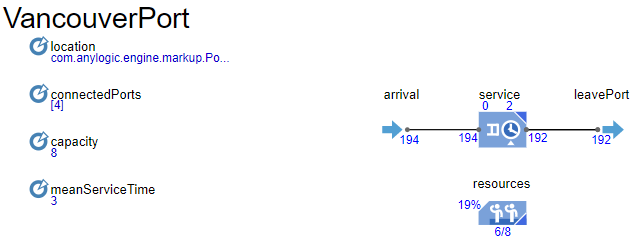 VancouverPort
location
com.anylogic.engine.markup.Po...
connectedPorts
[4]
capacity
8
meanServiceTime
3
arrival service leavePort
0 2
194 194 192 192
resources
19%
6/8